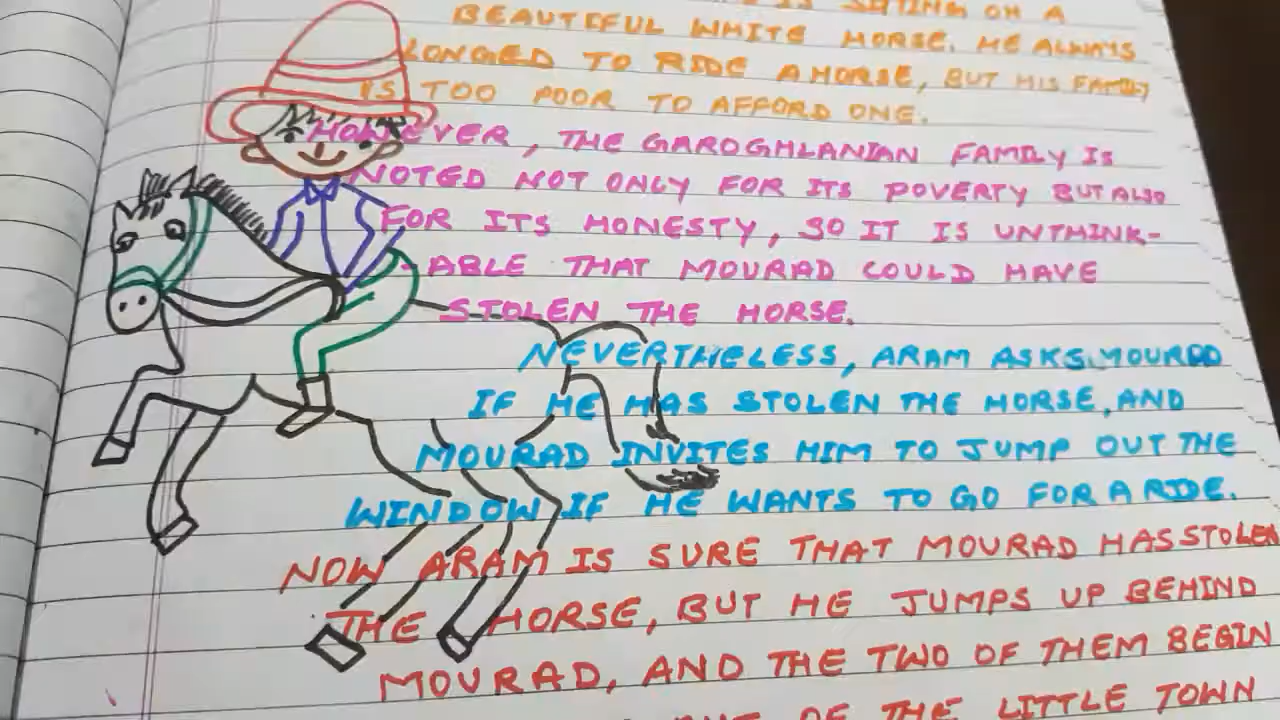 IS SITTING ON A
BEAUTIFUL WHITE HORSE. HE ALWAYS
LONGED TO RIDE A HORSE, BUT HIS FAMILY
IS TOO POOR TO AFFORD ONE.
HOWEVER, THE GAROGHLANIAN FAMILY IS
NOTED NOT ONLY FOR ITS POVERTY BUT ALSO
FOR ITS HONESTY, SO IT IS UNTHINK-
ABLE THAT MOURAD COULD HAVE
STOLEN THE HORSE.
NEVERTHELESS, ARAM ASKS MOURAD
IF HE HAS STOLEN THE HORSE, AND
MOURAD INVITES HIM TO JUMP OUT THE
WINDOW IF HE WANTS TO GO FOR A RIDE.
NOW ARAM IS SURE THAT MOURAD HAS STOLEN
THE HORSE, BUT HE JUMPS UP BEHIND
MOURAD, AND THE TWO OF THEM BEGIN
OUT OF THE LITTLE TOWN